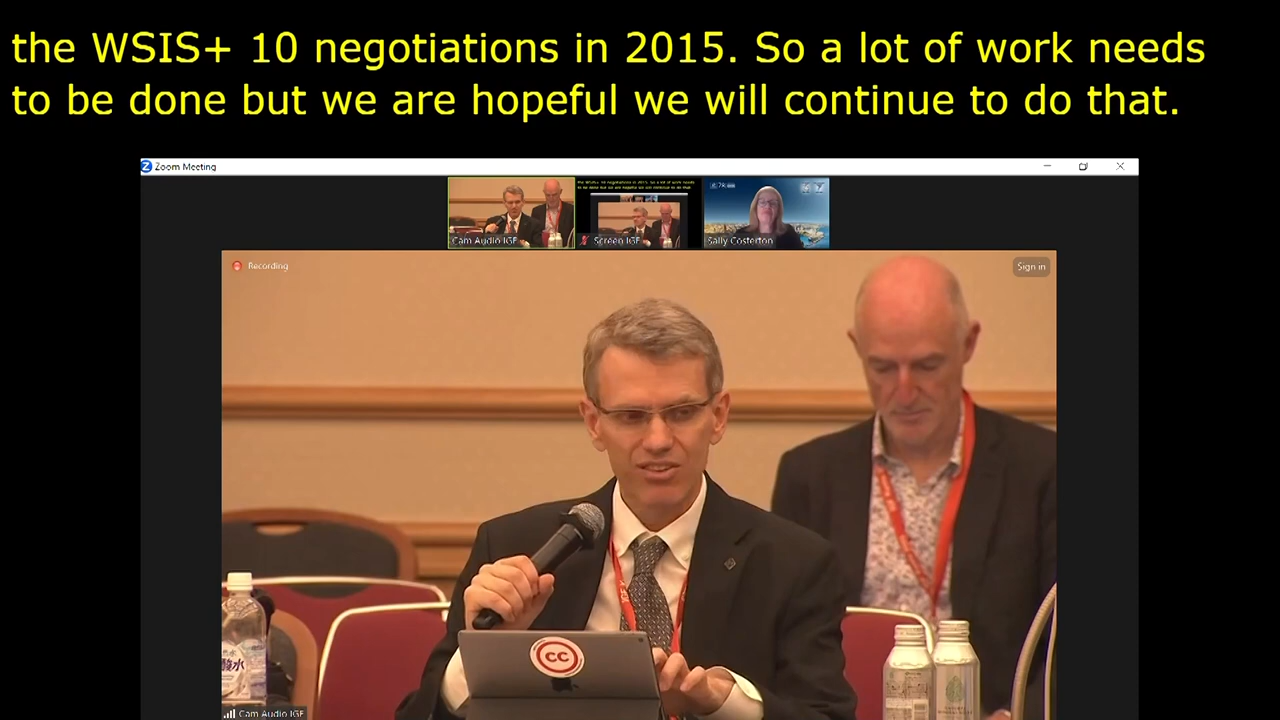 the WSIS+ 10 negotiations in 2015. So a lot of work needs
to be done but we are hopeful we will continue to do that.
Zoom Meeting
Cam Audio IGF
Screen IGF
Sally Costerton
Recording
Sign in
cc
Cam Audio IGF